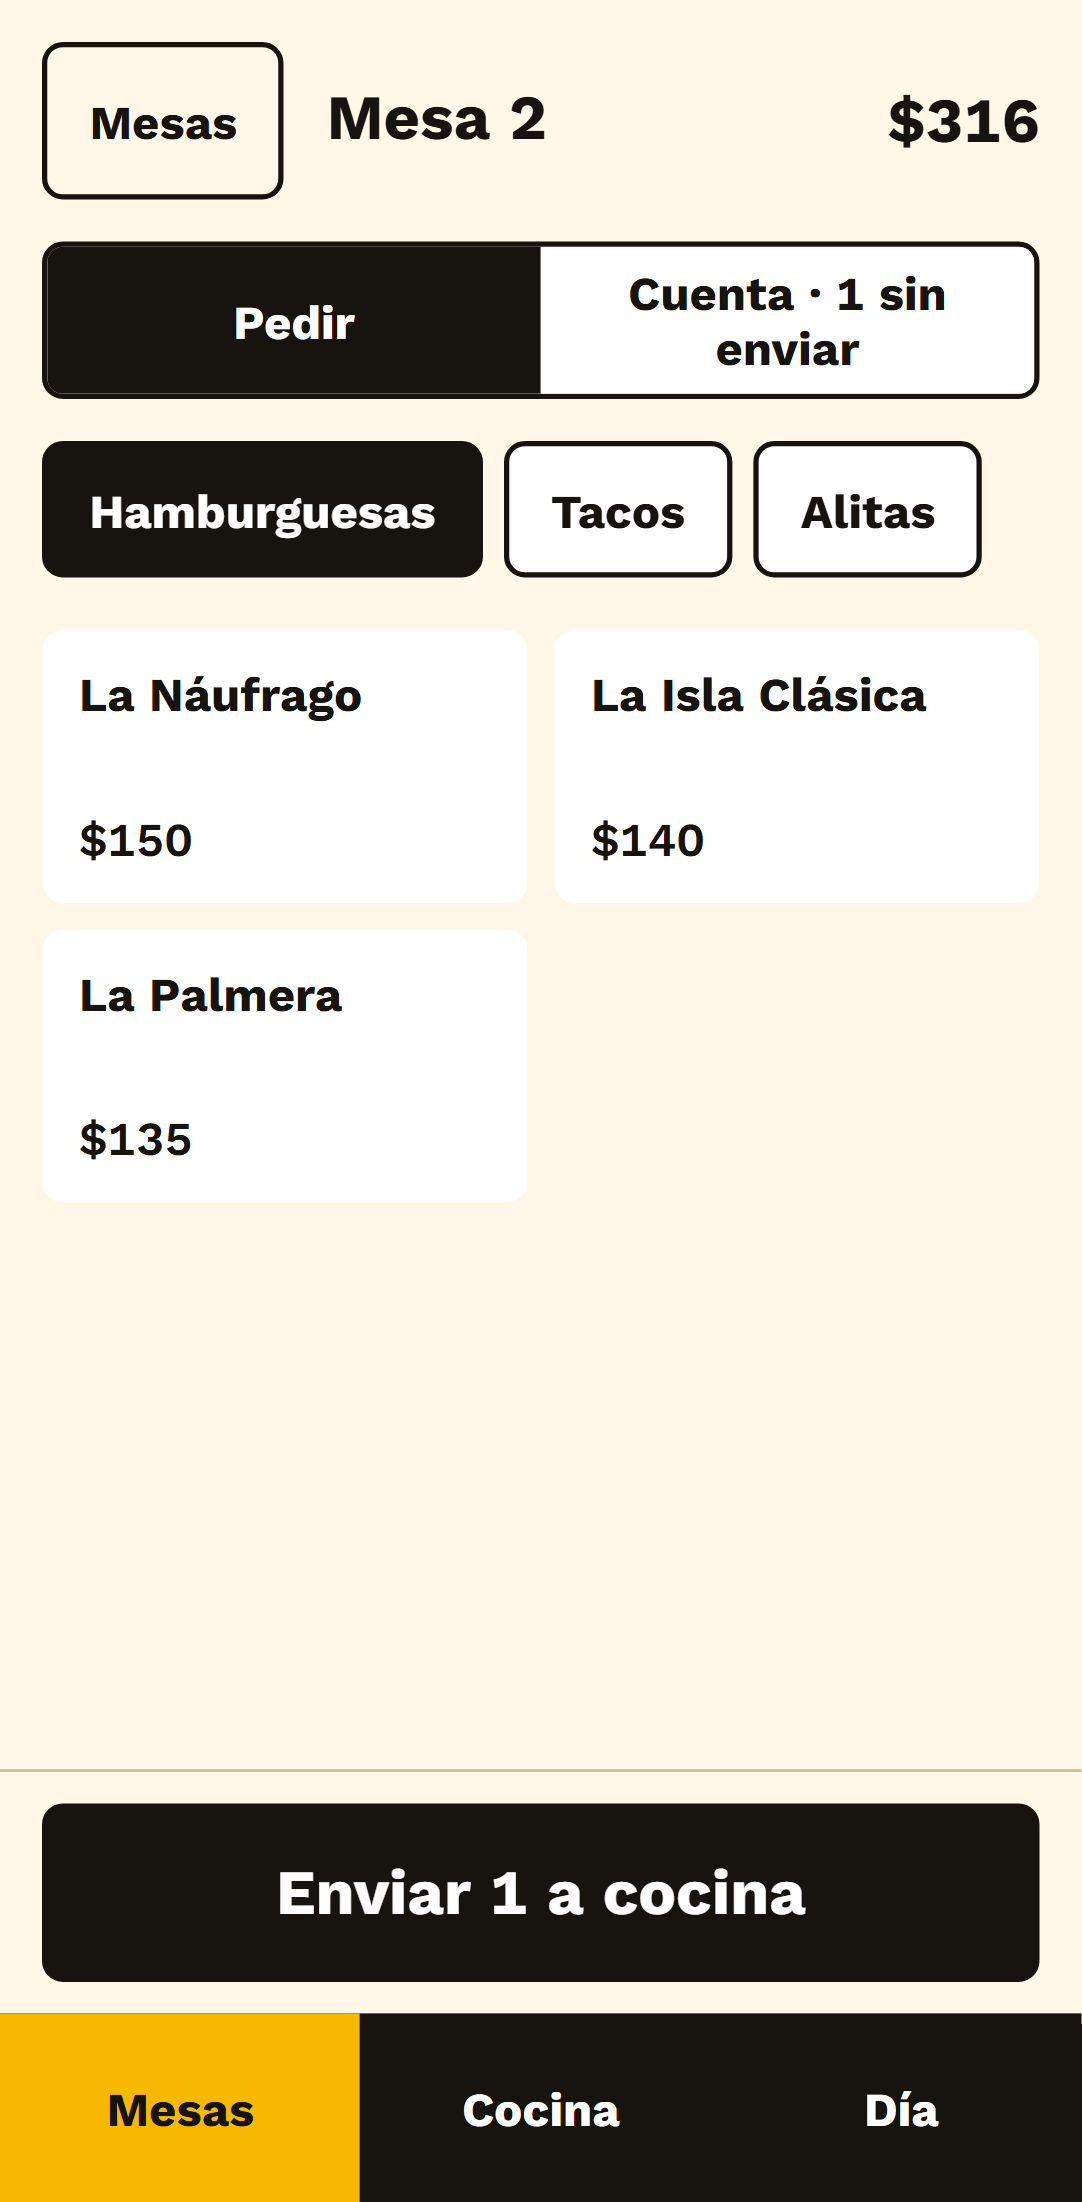 Mesas
Mesa 2
$316
Pedir
Cuenta · 1 sin
enviar
Hamburguesas
Tacos
Alitas
La Náufrago
$150
La Isla Clásica
$140
La Palmera
$135
Enviar 1 a cocina
Mesas
Cocina
Día